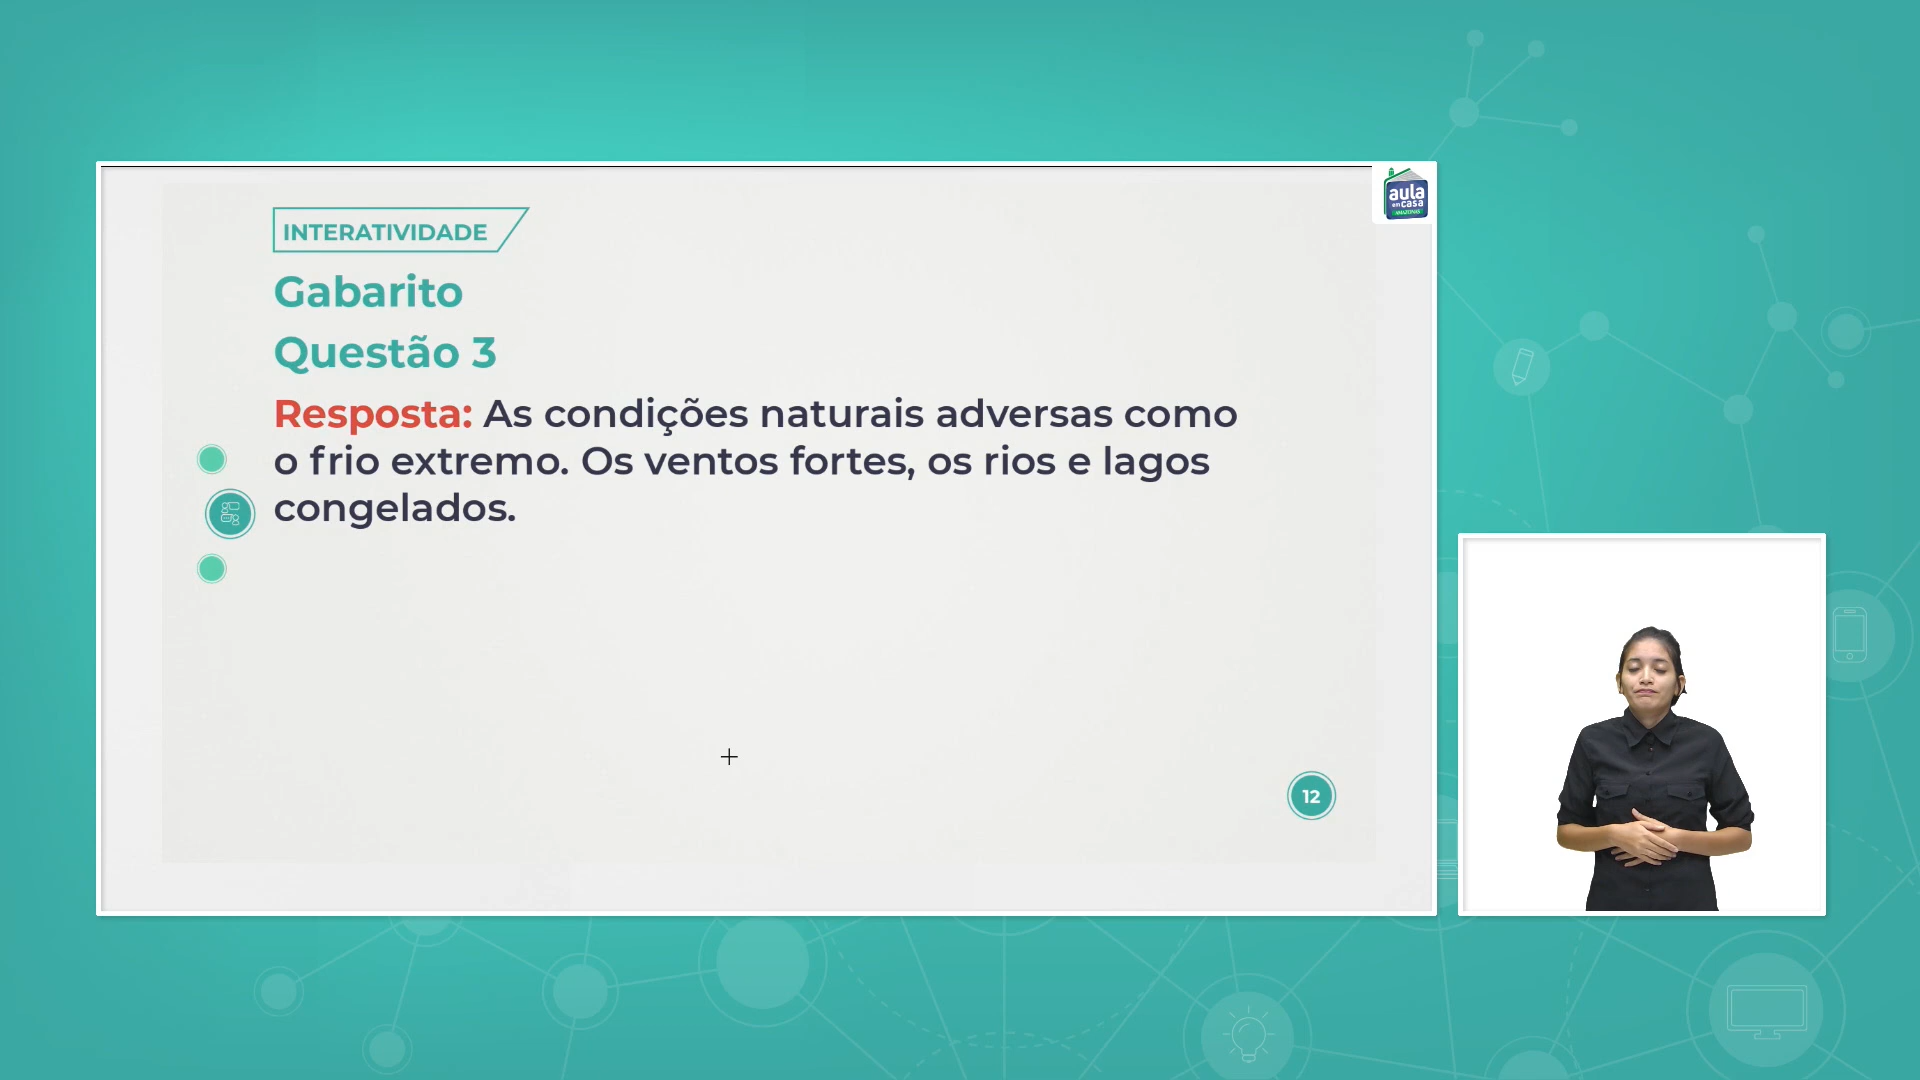 INTERATIVIDADE
Gabarito
Questão 3
Resposta: As condições naturais adversas como
o frio extremo. Os ventos fortes, os rios e lagos
congelados.
12
aula
em casa
AMAZONAS